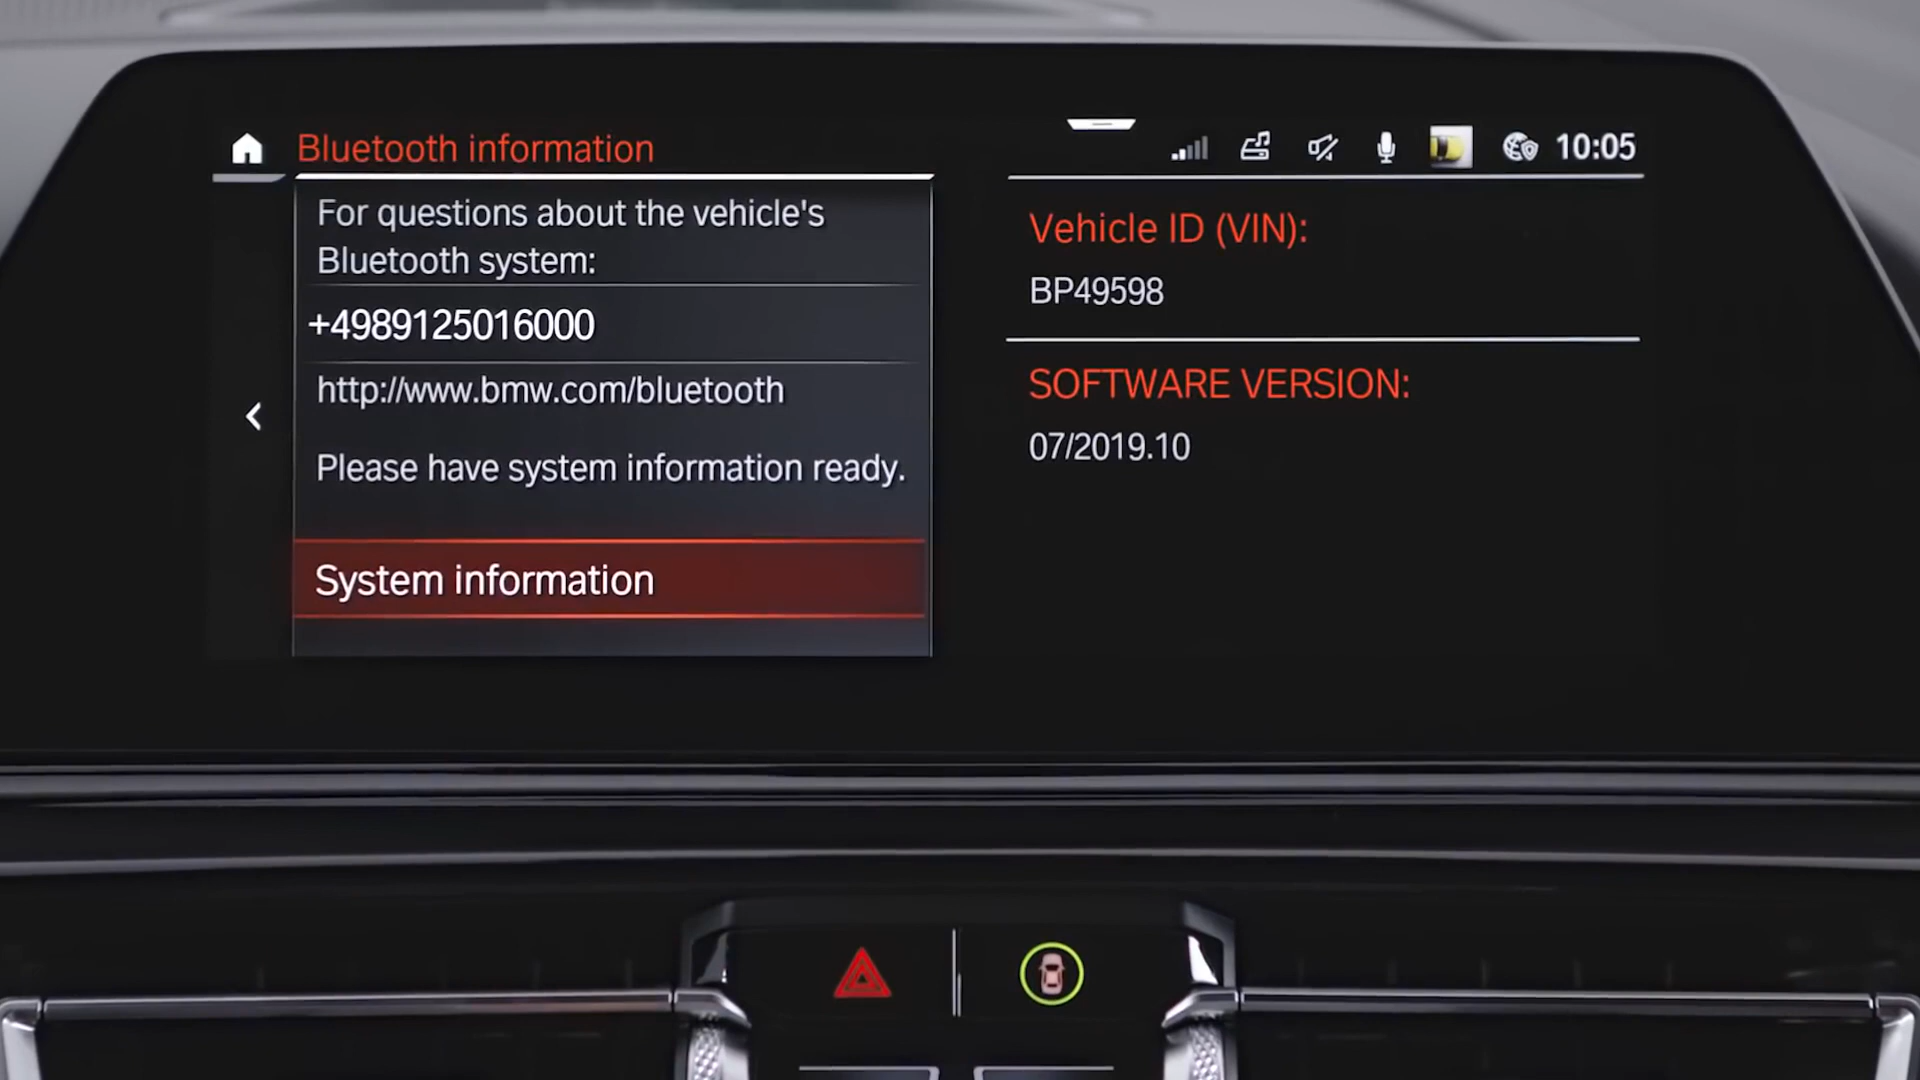 Bluetooth information
10:05
For questions about the vehicle's
Bluetooth system:
+4989125016000
http://www.bmw.com/bluetooth
Please have system information ready.
System information
Vehicle ID (VIN):
BP49598
SOFTWARE VERSION:
07/2019.10